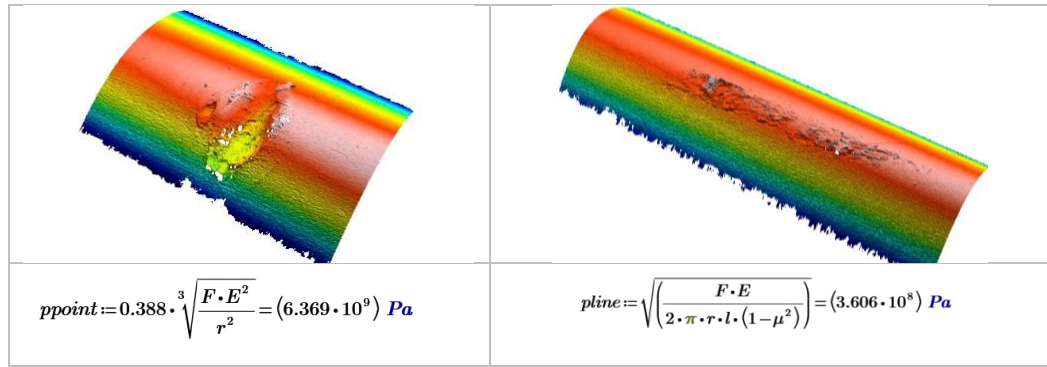 ppoint≔0.388•∛(F•E²/r²)=(6.369•10⁹) Pa
pline≔√((F•E)/(2•π•r•l•(1−μ²)))=(3.606•10⁸) Pa